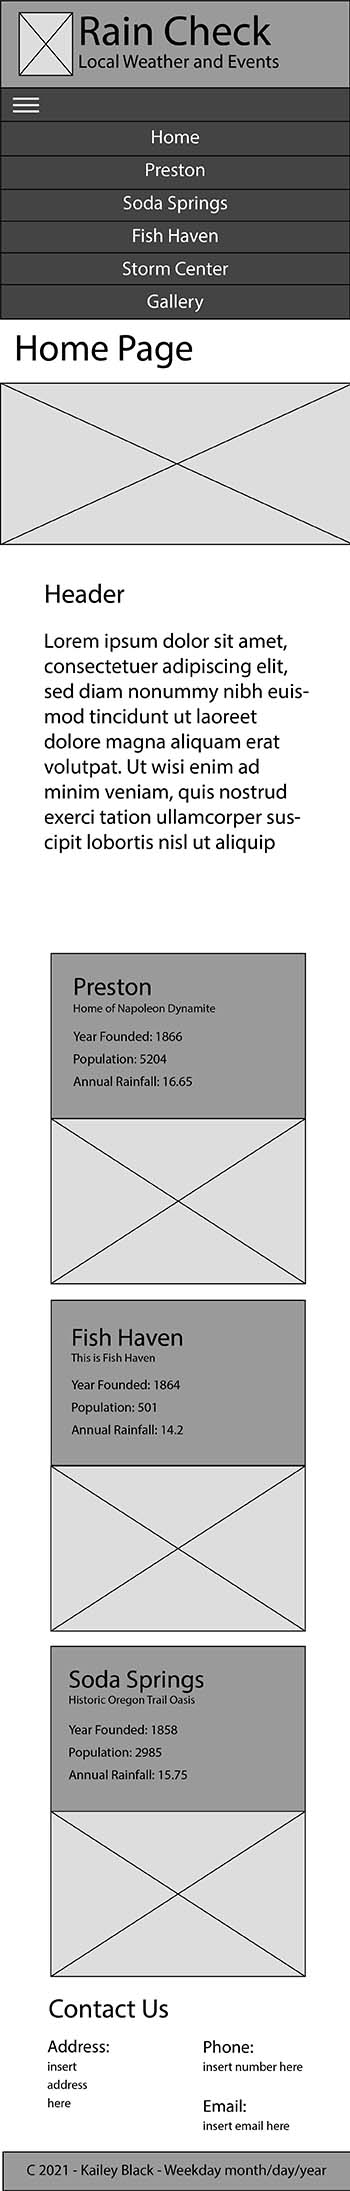 Rain Check
Local Weather and Events
Home
Preston
Soda Springs
Fish Haven
Storm Center
Gallery
Home Page
Header
Lorem ipsum dolor sit amet,
consectetuer adipiscing elit,
sed diam nonummy nibh euis-
mod tincidunt ut laoreet
dolore magna aliquam erat
volutpat. Ut wisi enim ad
minim veniam, quis nostrud
exerci tation ullamcorper sus-
cipit lobortis nisl ut aliquip
Preston
Home of Napoleon Dynamite
Year Founded: 1866
Population: 5204
Annual Rainfall: 16.65
Fish Haven
This is Fish Haven
Year Founded: 1864
Population: 501
Annual Rainfall: 14.2
Soda Springs
Historic Oregon Trail Oasis
Year Founded: 1858
Population: 2985
Annual Rainfall: 15.75
Contact Us
Address:
insert
address
here
Phone:
insert number here
Email:
insert email here
C 2021 - Kailey Black - Weekday month/day/year